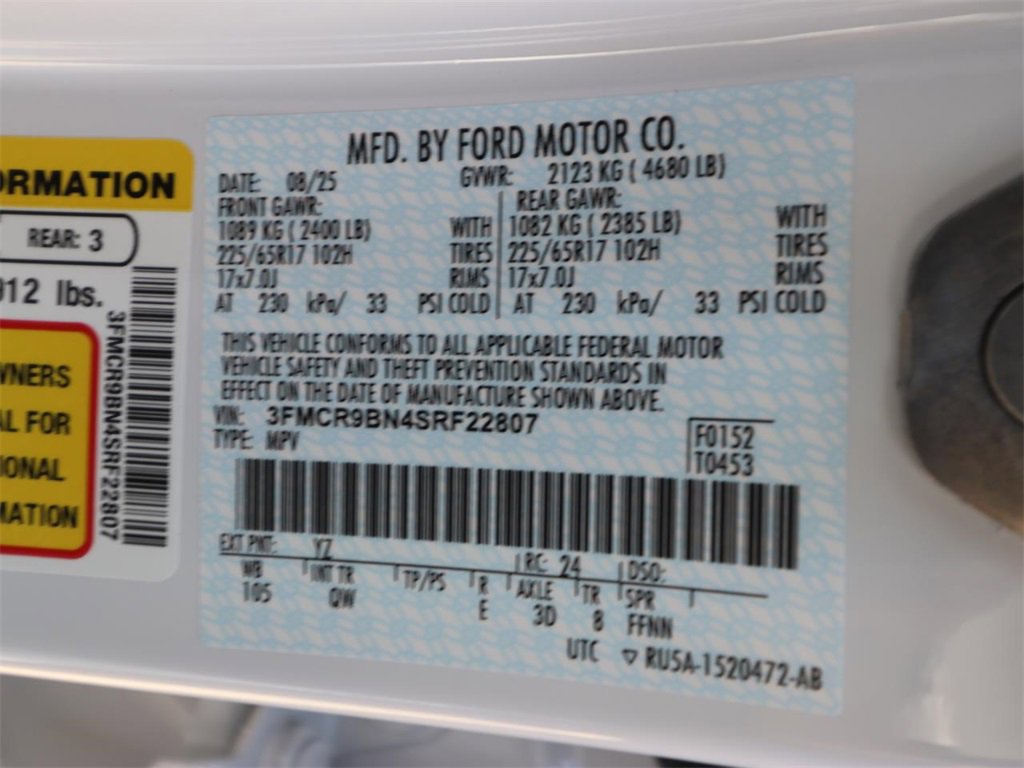 ORMATION
REAR: 3
912 lbs.
WNERS
AL FOR
IONAL
MATION
3FMCR9BN4SRF22807
MFD. BY FORD MOTOR CO.
DATE: 08/25 GVWR: 2123 KG ( 4680 LB)
FRONT GAWR: REAR GAWR:
1089 KG ( 2400 LB) WITH 1082 KG ( 2385 LB) WITH
225/65R17 102H TIRES 225/65R17 102H TIRES
17x7.0J RIMS 17x7.0J RIMS
AT 230 kPa/ 33 PSI COLD AT 230 kPa/ 33 PSI COLD
THIS VEHICLE CONFORMS TO ALL APPLICABLE FEDERAL MOTOR
VEHICLE SAFETY AND THEFT PREVENTION STANDARDS IN
EFFECT ON THE DATE OF MANUFACTURE SHOWN ABOVE.
VIN: 3FMCR9BN4SRF22807
TYPE: MPV
F0152
T0453
EXT PNT: YZ RC: 24 DSO:
WB INT TR TP/PS R AXLE TR SPR
105 QW E 3D 8 FFNN
UTC ▽ RU5A-1520472-AB